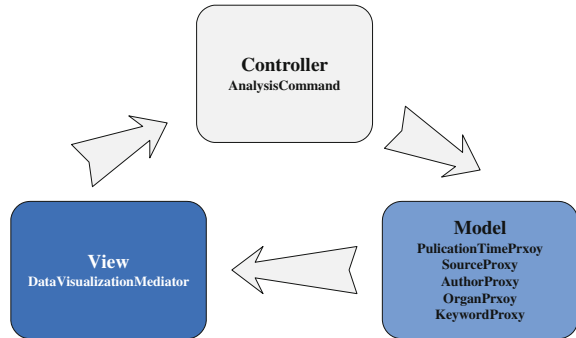 Controller
AnalysisCommand
View
DataVisualizationMediator
Model
PulicationTimePrxoy
SourceProxy
AuthorProxy
OrganPrxoy
KeywordProxy